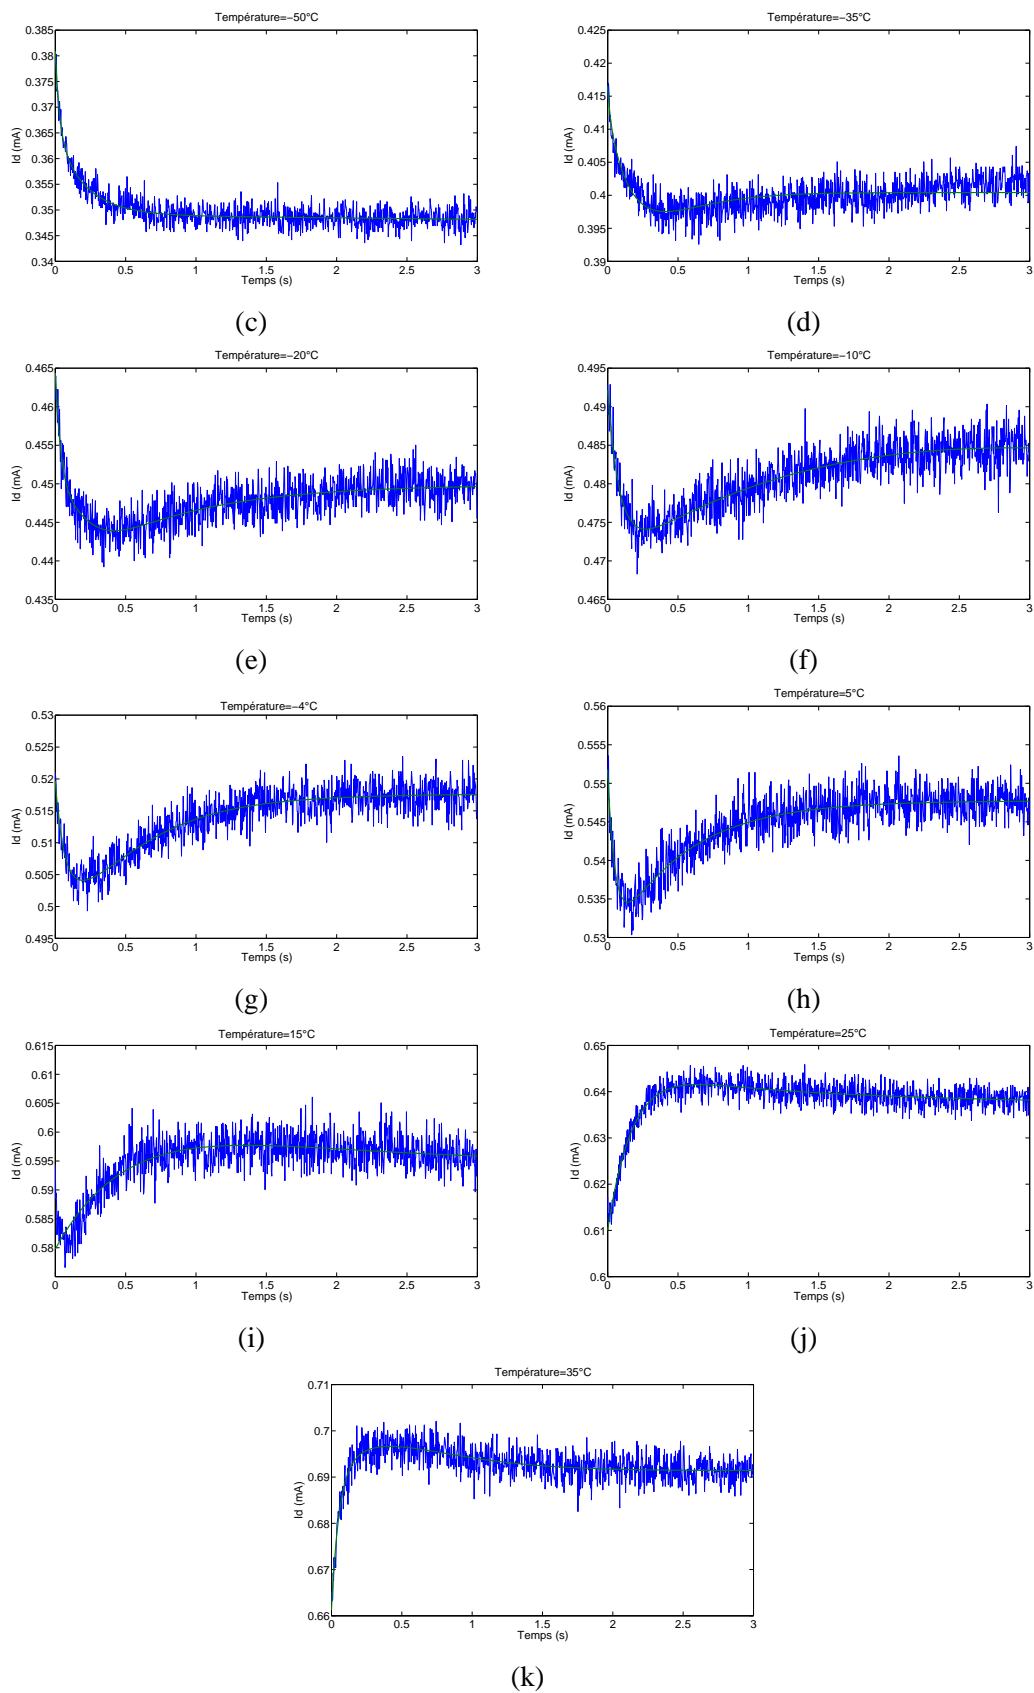 Température=−50°C
0.385
0.38
0.375
0.37
0.365
0.36
0.355
0.35
0.345
0.34
Id (mA)
0 0.5 1 1.5 2 2.5 3
Temps (s)
(c)
Température=−35°C
0.425
0.42
0.415
0.41
0.405
0.4
0.395
0.39
Id (mA)
0 0.5 1 1.5 2 2.5 3
Temps (s)
(d)
Température=−20°C
0.465
0.46
0.455
0.45
0.445
0.44
0.435
Id (mA)
0 0.5 1 1.5 2 2.5 3
Temps (s)
(e)
Température=−10°C
0.495
0.49
0.485
0.48
0.475
0.47
0.465
Id (mA)
0 0.5 1 1.5 2 2.5 3
Temps (s)
(f)
Température=−4°C
0.53
0.525
0.52
0.515
0.51
0.505
0.5
0.495
Id (mA)
0 0.5 1 1.5 2 2.5 3
Temps (s)
(g)
Température=5°C
0.56
0.555
0.55
0.545
0.54
0.535
0.53
Id (mA)
0 0.5 1 1.5 2 2.5 3
Temps (s)
(h)
Température=15°C
0.615
0.61
0.605
0.6
0.595
0.59
0.585
0.58
Id (mA)
0 0.5 1 1.5 2 2.5 3
Temps (s)
(i)
Température=25°C
0.65
0.64
0.63
0.62
0.61
0.6
Id (mA)
0 0.5 1 1.5 2 2.5 3
Temps (s)
(j)
Température=35°C
0.71
0.7
0.69
0.68
0.67
0.66
Id (mA)
0 0.5 1 1.5 2 2.5 3
Temps (s)
(k)